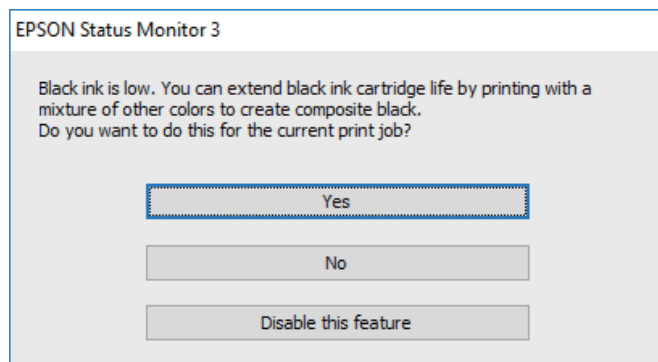 EPSON Status Monitor 3
Black ink is low. You can extend black ink cartridge life by printing with a
mixture of other colors to create composite black.
Do you want to do this for the current print job?
Yes
No
Disable this feature